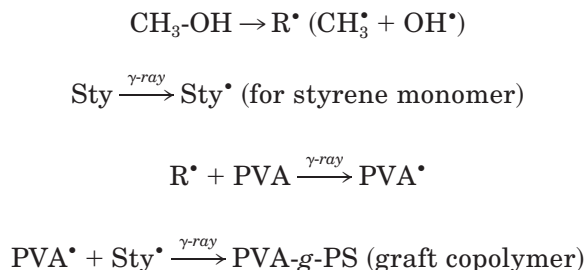 CH₃-OH → R• (CH₃• + OH•)
Sty γ-ray→ Sty• (for styrene monomer)
R• + PVA γ-ray→ PVA•
PVA• + Sty• γ-ray→ PVA-g-PS (graft copolymer)